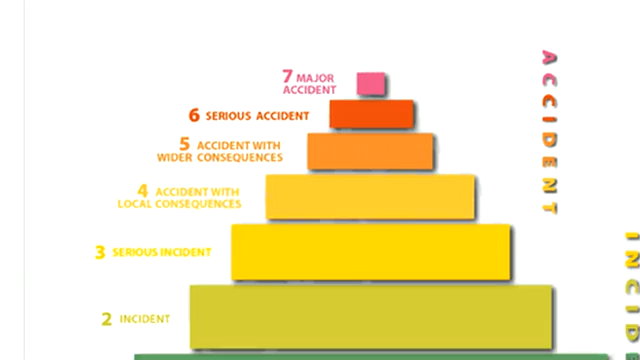 7 MAJOR
ACCIDENT
6 SERIOUS ACCIDENT
5 ACCIDENT WITH
WIDER CONSEQUENCES
4 ACCIDENT WITH
LOCAL CONSEQUENCES
3 SERIOUS INCIDENT
2 INCIDENT
ACCIDENT
INCID